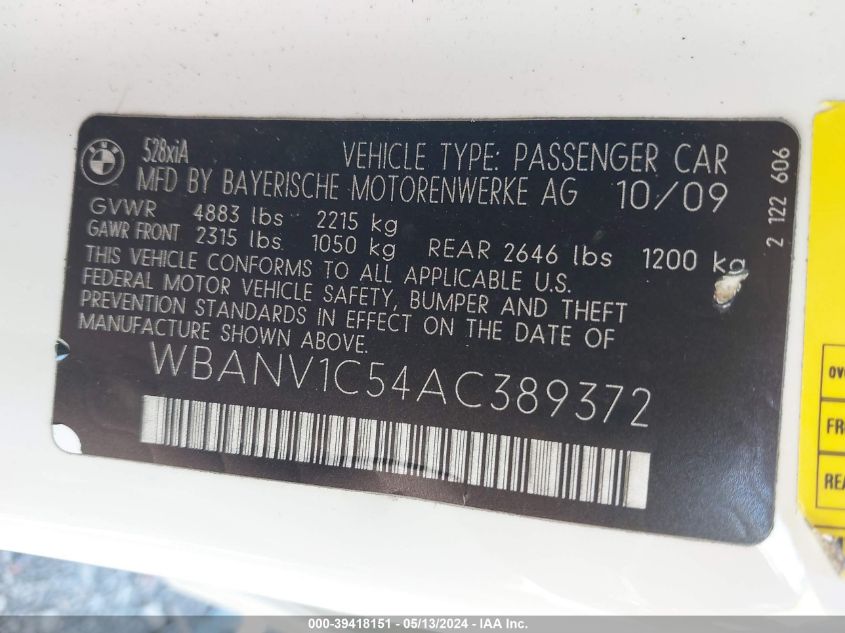 BMW
528xiA
VEHICLE TYPE: PASSENGER CAR
MFD BY BAYERISCHE MOTORENWERKE AG 10/09
GVWR 4883 lbs 2215 kg
GAWR FRONT 2315 lbs. 1050 kg REAR 2646 lbs 1200 kg
THIS VEHICLE CONFORMS TO ALL APPLICABLE U.S.
FEDERAL MOTOR VEHICLE SAFETY, BUMPER AND THEFT
PREVENTION STANDARDS IN EFFECT ON THE DATE OF
MANUFACTURE SHOWN ABOVE.
WBANV1C54AC389372
2 122 606
FR
REA
000-39418151 - 05/13/2024 - IAA Inc.